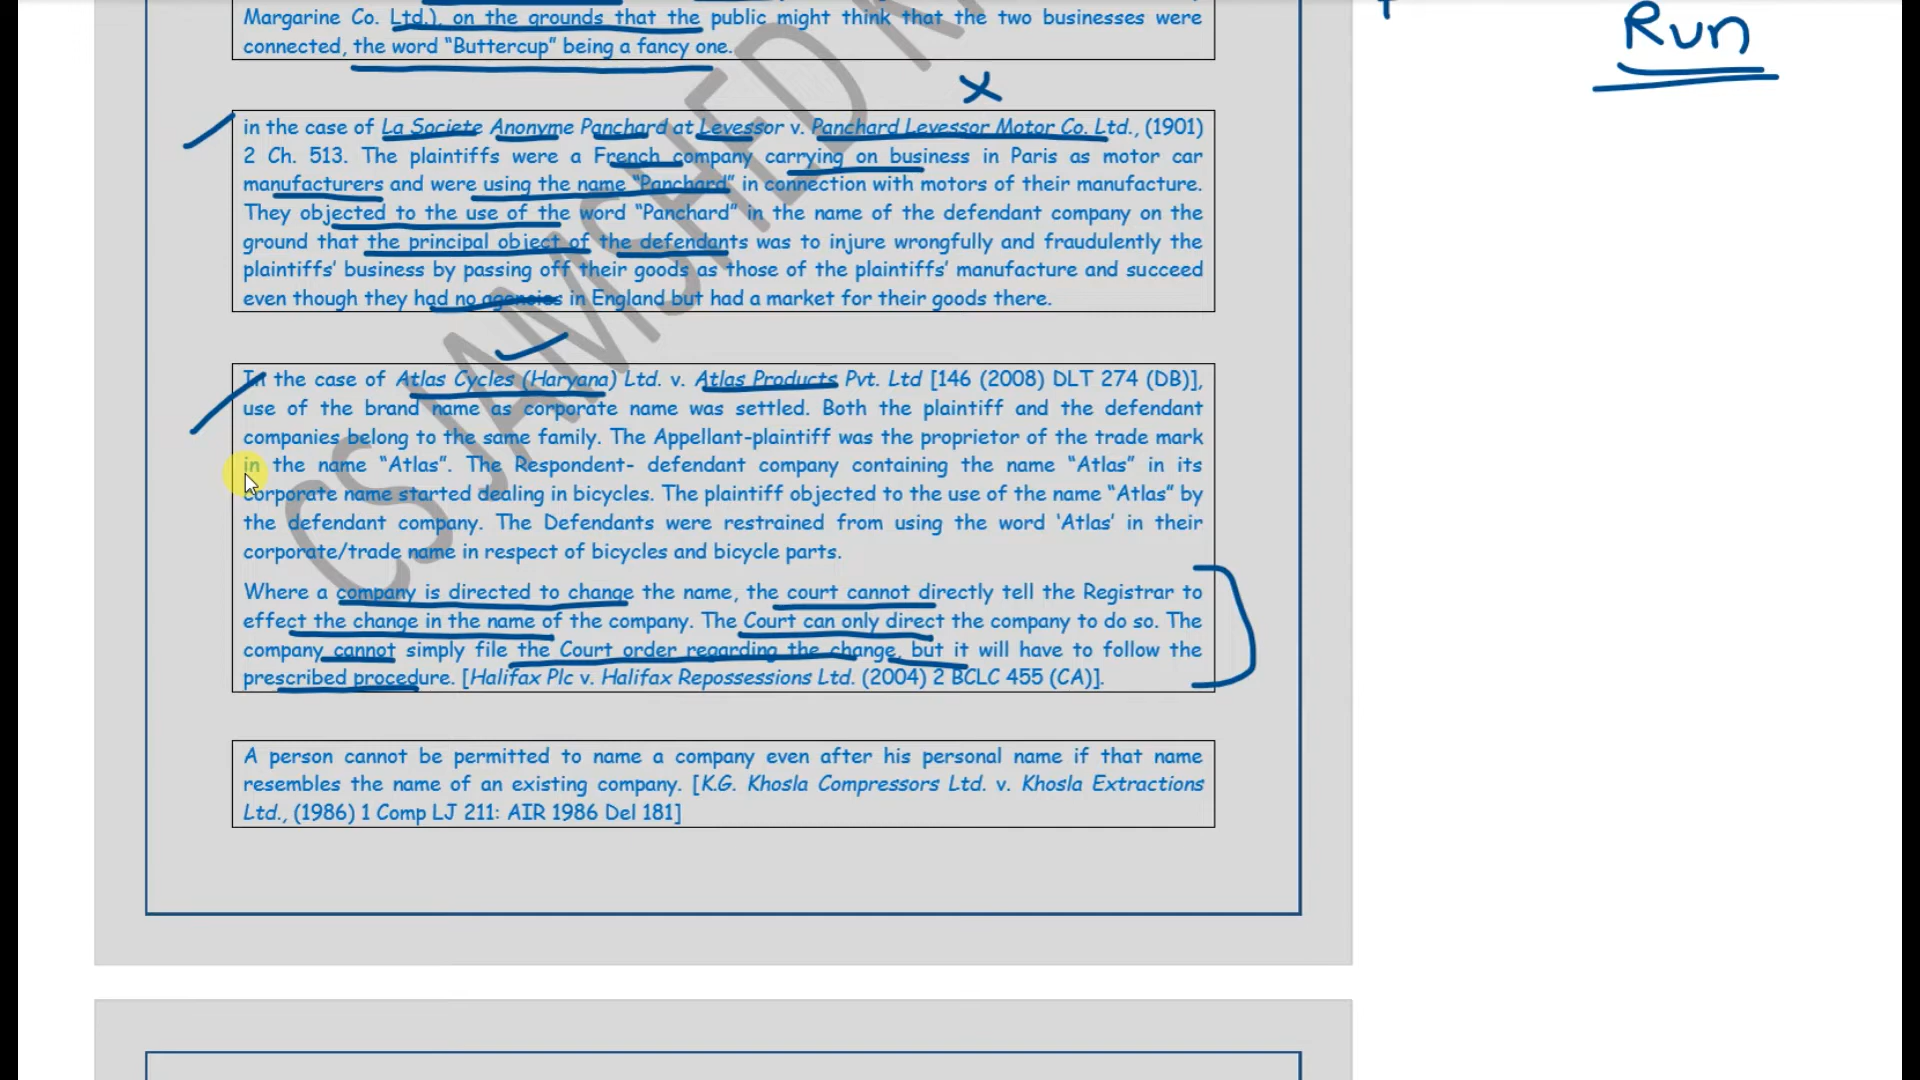 Margarine Co. Ltd.), on the grounds that the public might think that the two businesses were
connected, the word “Buttercup” being a fancy one.
Run
in the case of La Societe Anonyme Panchard at Levessor v. Panchard Levessor Motor Co. Ltd., (1901)
2 Ch. 513. The plaintiffs were a French company carrying on business in Paris as motor car
manufacturers and were using the name “Panchard” in connection with motors of their manufacture.
They objected to the use of the word “Panchard” in the name of the defendant company on the
ground that the principal object of the defendants was to injure wrongfully and fraudulently the
plaintiffs’ business by passing off their goods as those of the plaintiffs’ manufacture and succeed
even though they had no agencies in England but had a market for their goods there.
In the case of Atlas Cycles (Haryana) Ltd. v. Atlas Products Pvt. Ltd [146 (2008) DLT 274 (DB)],
use of the brand name as corporate name was settled. Both the plaintiff and the defendant
companies belong to the same family. The Appellant-plaintiff was the proprietor of the trade mark
in the name “Atlas”. The Respondent- defendant company containing the name “Atlas” in its
corporate name started dealing in bicycles. The plaintiff objected to the use of the name “Atlas” by
the defendant company. The Defendants were restrained from using the word ‘Atlas’ in their
corporate/trade name in respect of bicycles and bicycle parts.
Where a company is directed to change the name, the court cannot directly tell the Registrar to
effect the change in the name of the company. The Court can only direct the company to do so. The
company cannot simply file the Court order regarding the change, but it will have to follow the
prescribed procedure. [Halifax Plc v. Halifax Repossessions Ltd. (2004) 2 BCLC 455 (CA)].
A person cannot be permitted to name a company even after his personal name if that name
resembles the name of an existing company. [K.G. Khosla Compressors Ltd. v. Khosla Extractions
Ltd., (1986) 1 Comp LJ 211: AIR 1986 Del 181]
CS JAMSHED